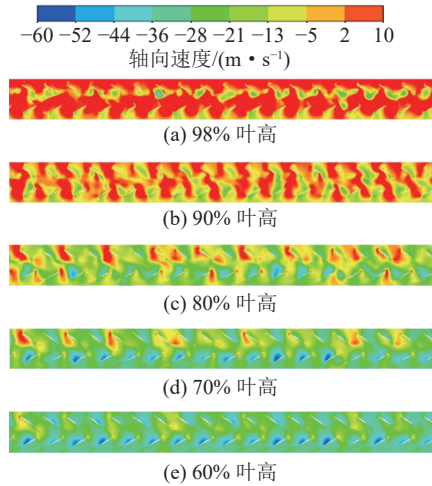 −60 −52 −44 −36 −28 −21 −13 −5 2 10
轴向速度/(m·s⁻¹)
(a) 98% 叶高
(b) 90% 叶高
(c) 80% 叶高
(d) 70% 叶高
(e) 60% 叶高